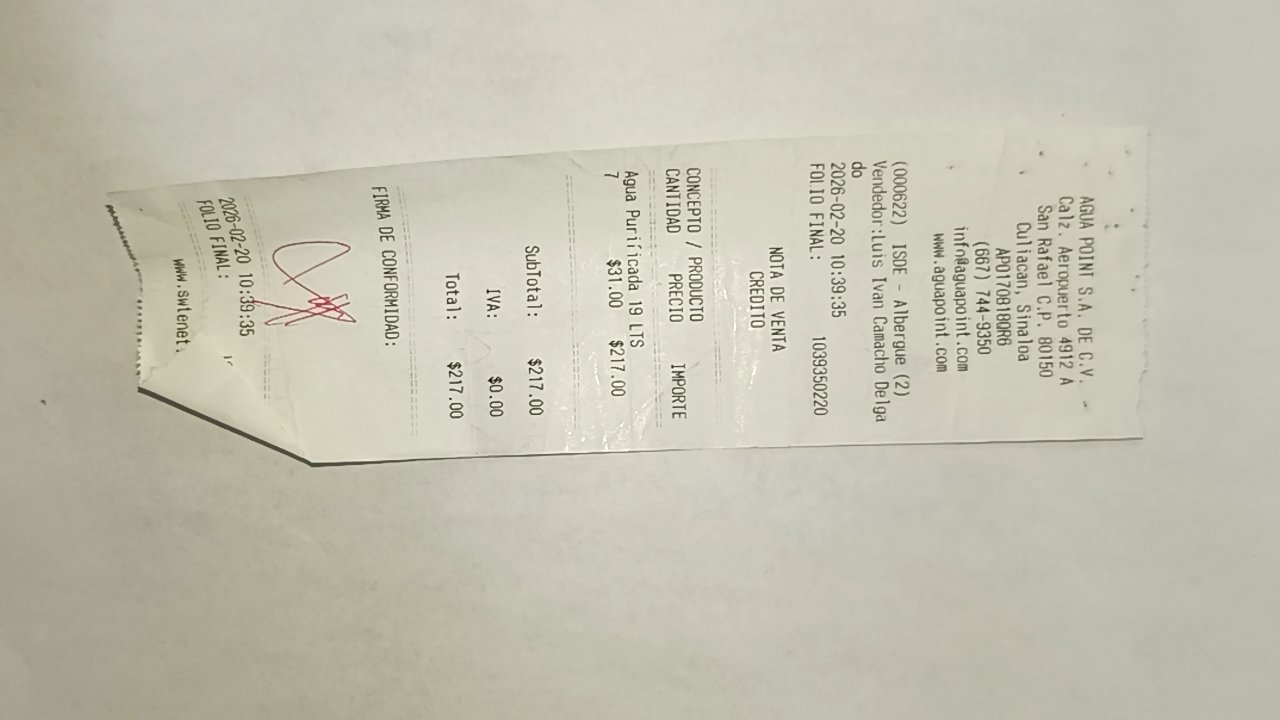 AGUA POINT S.A. DE C.V.
Calz. Aeropuerto 4912 A
San Rafael C.P. 80150
Culiacan, Sinaloa
APO170818QR6
(667) 744-9350
info@aguapoint.com
www.aguapoint.com
(000622) ISDE - Albergue (2)
Vendedor:Luis Ivan Camacho Delga
do
2026-02-20 10:39:35
FOLIO FINAL: 1039350220
NOTA DE VENTA
CREDITO
CONCEPTO / PRODUCTO
CANTIDAD PRECIO IMPORTE
Agua Purificada 19 LTS
7 $31.00 $217.00
SubTotal: $217.00
IVA: $0.00
Total: $217.00
FIRMA DE CONFORMIDAD:
2026-02-20 10:39:35
FOLIO FINAL:
www.swtenet.